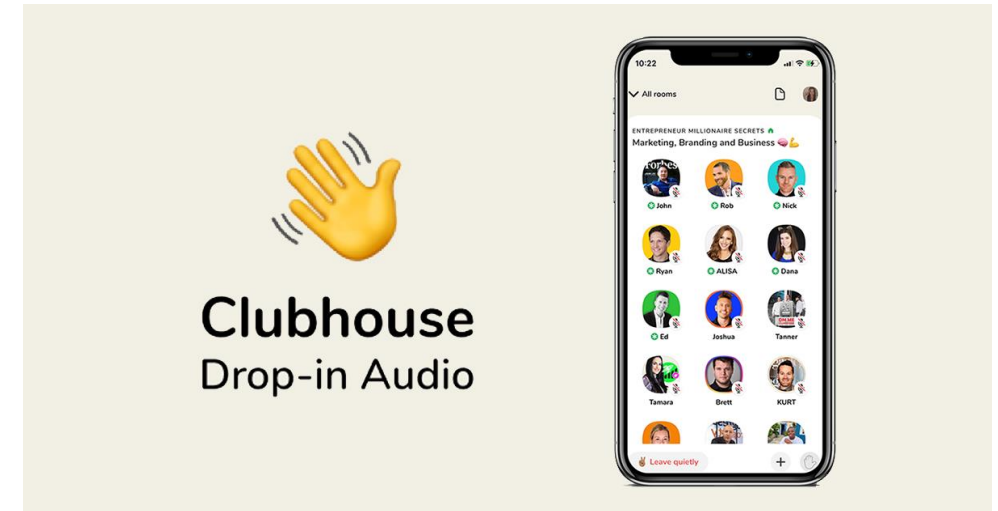 Clubhouse
Drop-in Audio
10:22
All rooms
ENTREPRENEUR MILLIONAIRE SECRETS
Marketing, Branding and Business 🧠💪
Forbes
John
Rob
Nick
Ryan
ALISA
Dana
Ed
Joshua
Tanner
Tamara
Brett
KURT
✌🏽 Leave quietly
+